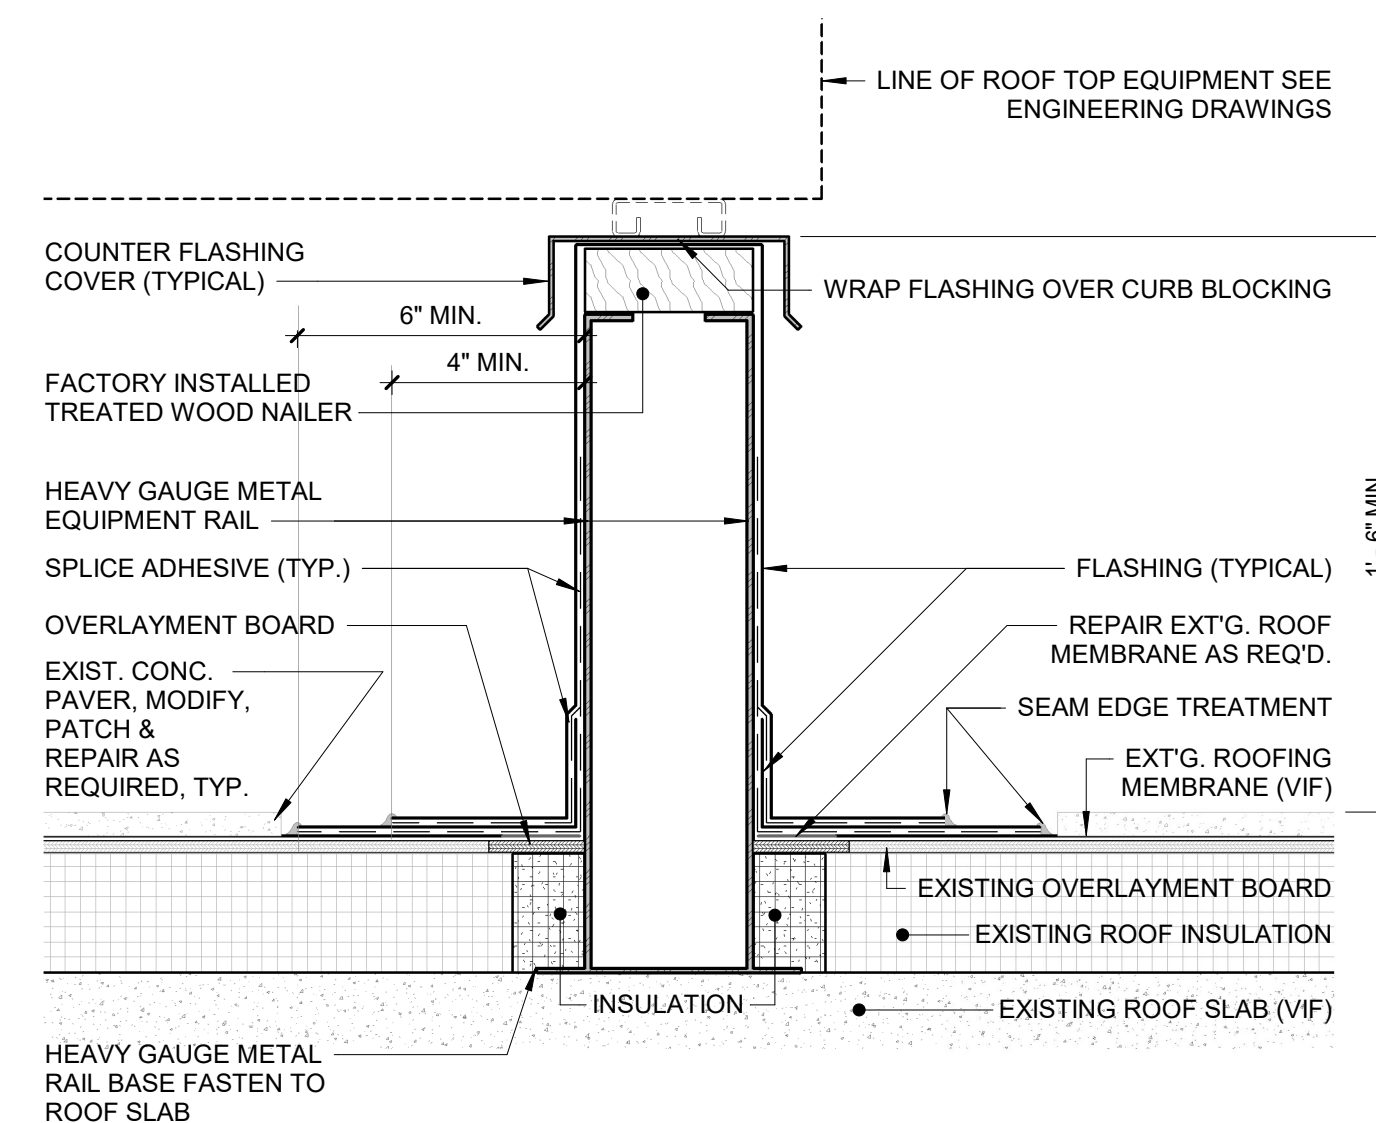 LINE OF ROOF TOP EQUIPMENT SEE
ENGINEERING DRAWINGS
COUNTER FLASHING
COVER (TYPICAL)
WRAP FLASHING OVER CURB BLOCKING
6" MIN.
4" MIN.
FACTORY INSTALLED
TREATED WOOD NAILER
HEAVY GAUGE METAL
EQUIPMENT RAIL
1' - 6" MIN
SPLICE ADHESIVE (TYP.)
FLASHING (TYPICAL)
OVERLAYMENT BOARD
REPAIR EXT'G. ROOF
MEMBRANE AS REQ'D.
EXIST. CONC.
PAVER, MODIFY,
PATCH &
REPAIR AS
REQUIRED, TYP.
SEAM EDGE TREATMENT
EXT'G. ROOFING
MEMBRANE (VIF)
EXISTING OVERLAYMENT BOARD
EXISTING ROOF INSULATION
INSULATION
EXISTING ROOF SLAB (VIF)
HEAVY GAUGE METAL
RAIL BASE FASTEN TO
ROOF SLAB